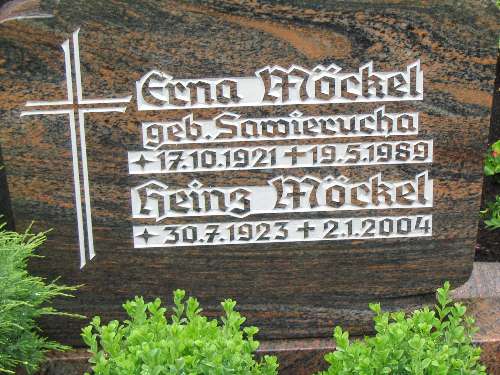 Erna Möckel
geb. Sawierucha
✦ 17.10.1921 ✝ 19.5.1989
Heinz Möckel
✦ 30.7.1923 ✝ 2.1.2004